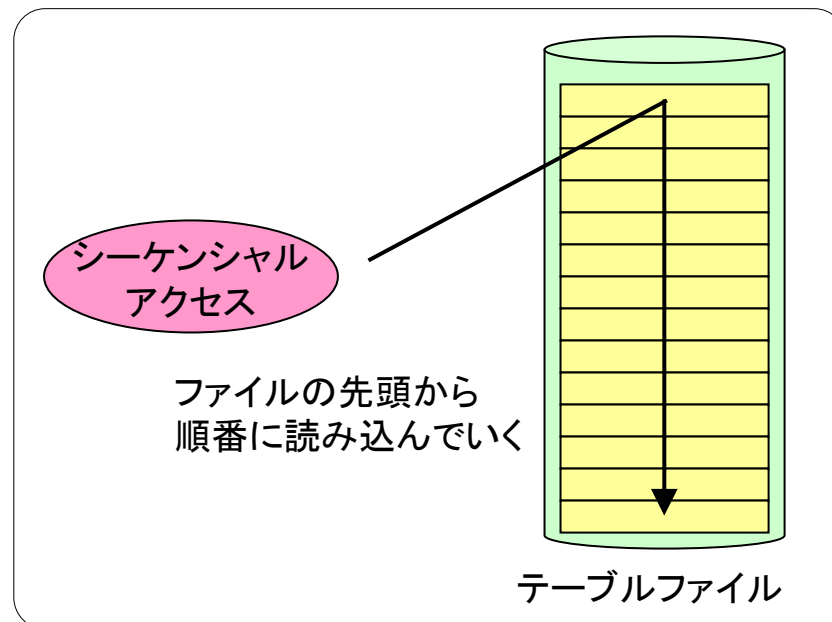 シーケンシャル
アクセス
ファイルの先頭から
順番に読み込んでいく
テーブルファイル